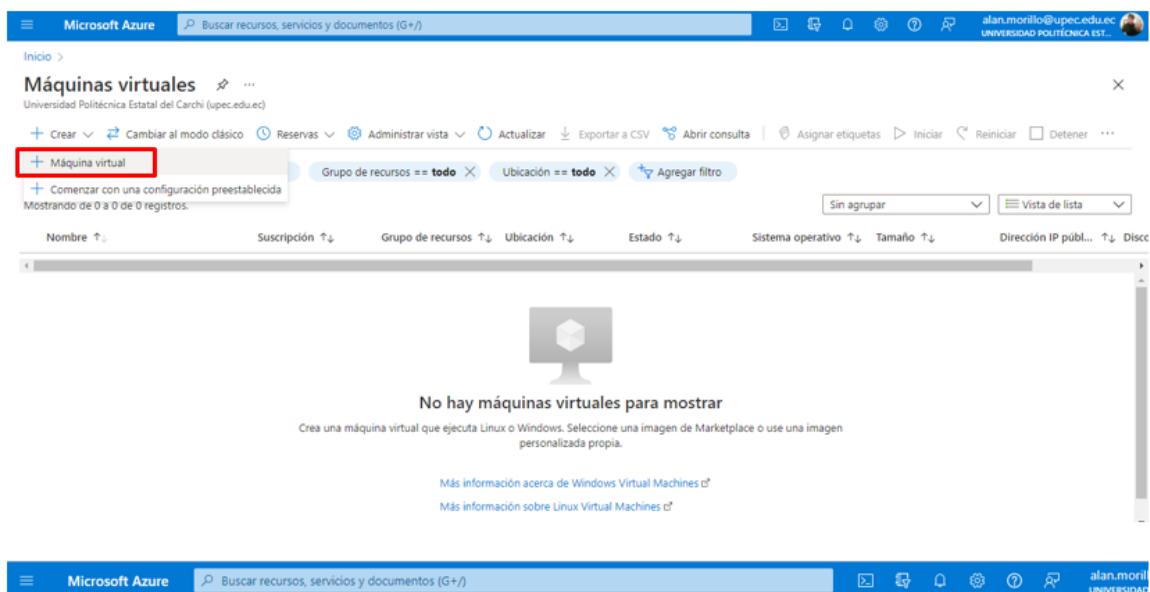 Microsoft Azure Buscar recursos, servicios y documentos (G+/) alan.morillo@upec.edu.ec
UNIVERSIDAD POLITÉCNICA EST...
Inicio >
Máquinas virtuales ...
Universidad Politécnica Estatal del Carchi (upec.edu.ec)
+ Crear Cambiar al modo clásico Reservas Administrar vista Actualizar Exportar a CSV Abrir consulta Asignar etiquetas Iniciar Reiniciar Detener ...
+ Máquina virtual
Grupo de recursos == todo Ubicación == todo Agregar filtro
+ Comenzar con una configuración preestablecida
Mostrando de 0 a 0 de 0 registros.
Sin agrupar Vista de lista
Nombre ↑↓ Suscripción ↑↓ Grupo de recursos ↑↓ Ubicación ↑↓ Estado ↑↓ Sistema operativo ↑↓ Tamaño ↑↓ Dirección IP públ... ↑↓ Disco
No hay máquinas virtuales para mostrar
Crea una máquina virtual que ejecuta Linux o Windows. Seleccione una imagen de Marketplace o use una imagen
personalizada propia.
Más información acerca de Windows Virtual Machines
Más información sobre Linux Virtual Machines
Microsoft Azure Buscar recursos, servicios y documentos (G+/) alan.morill
UNIVERSIDAD